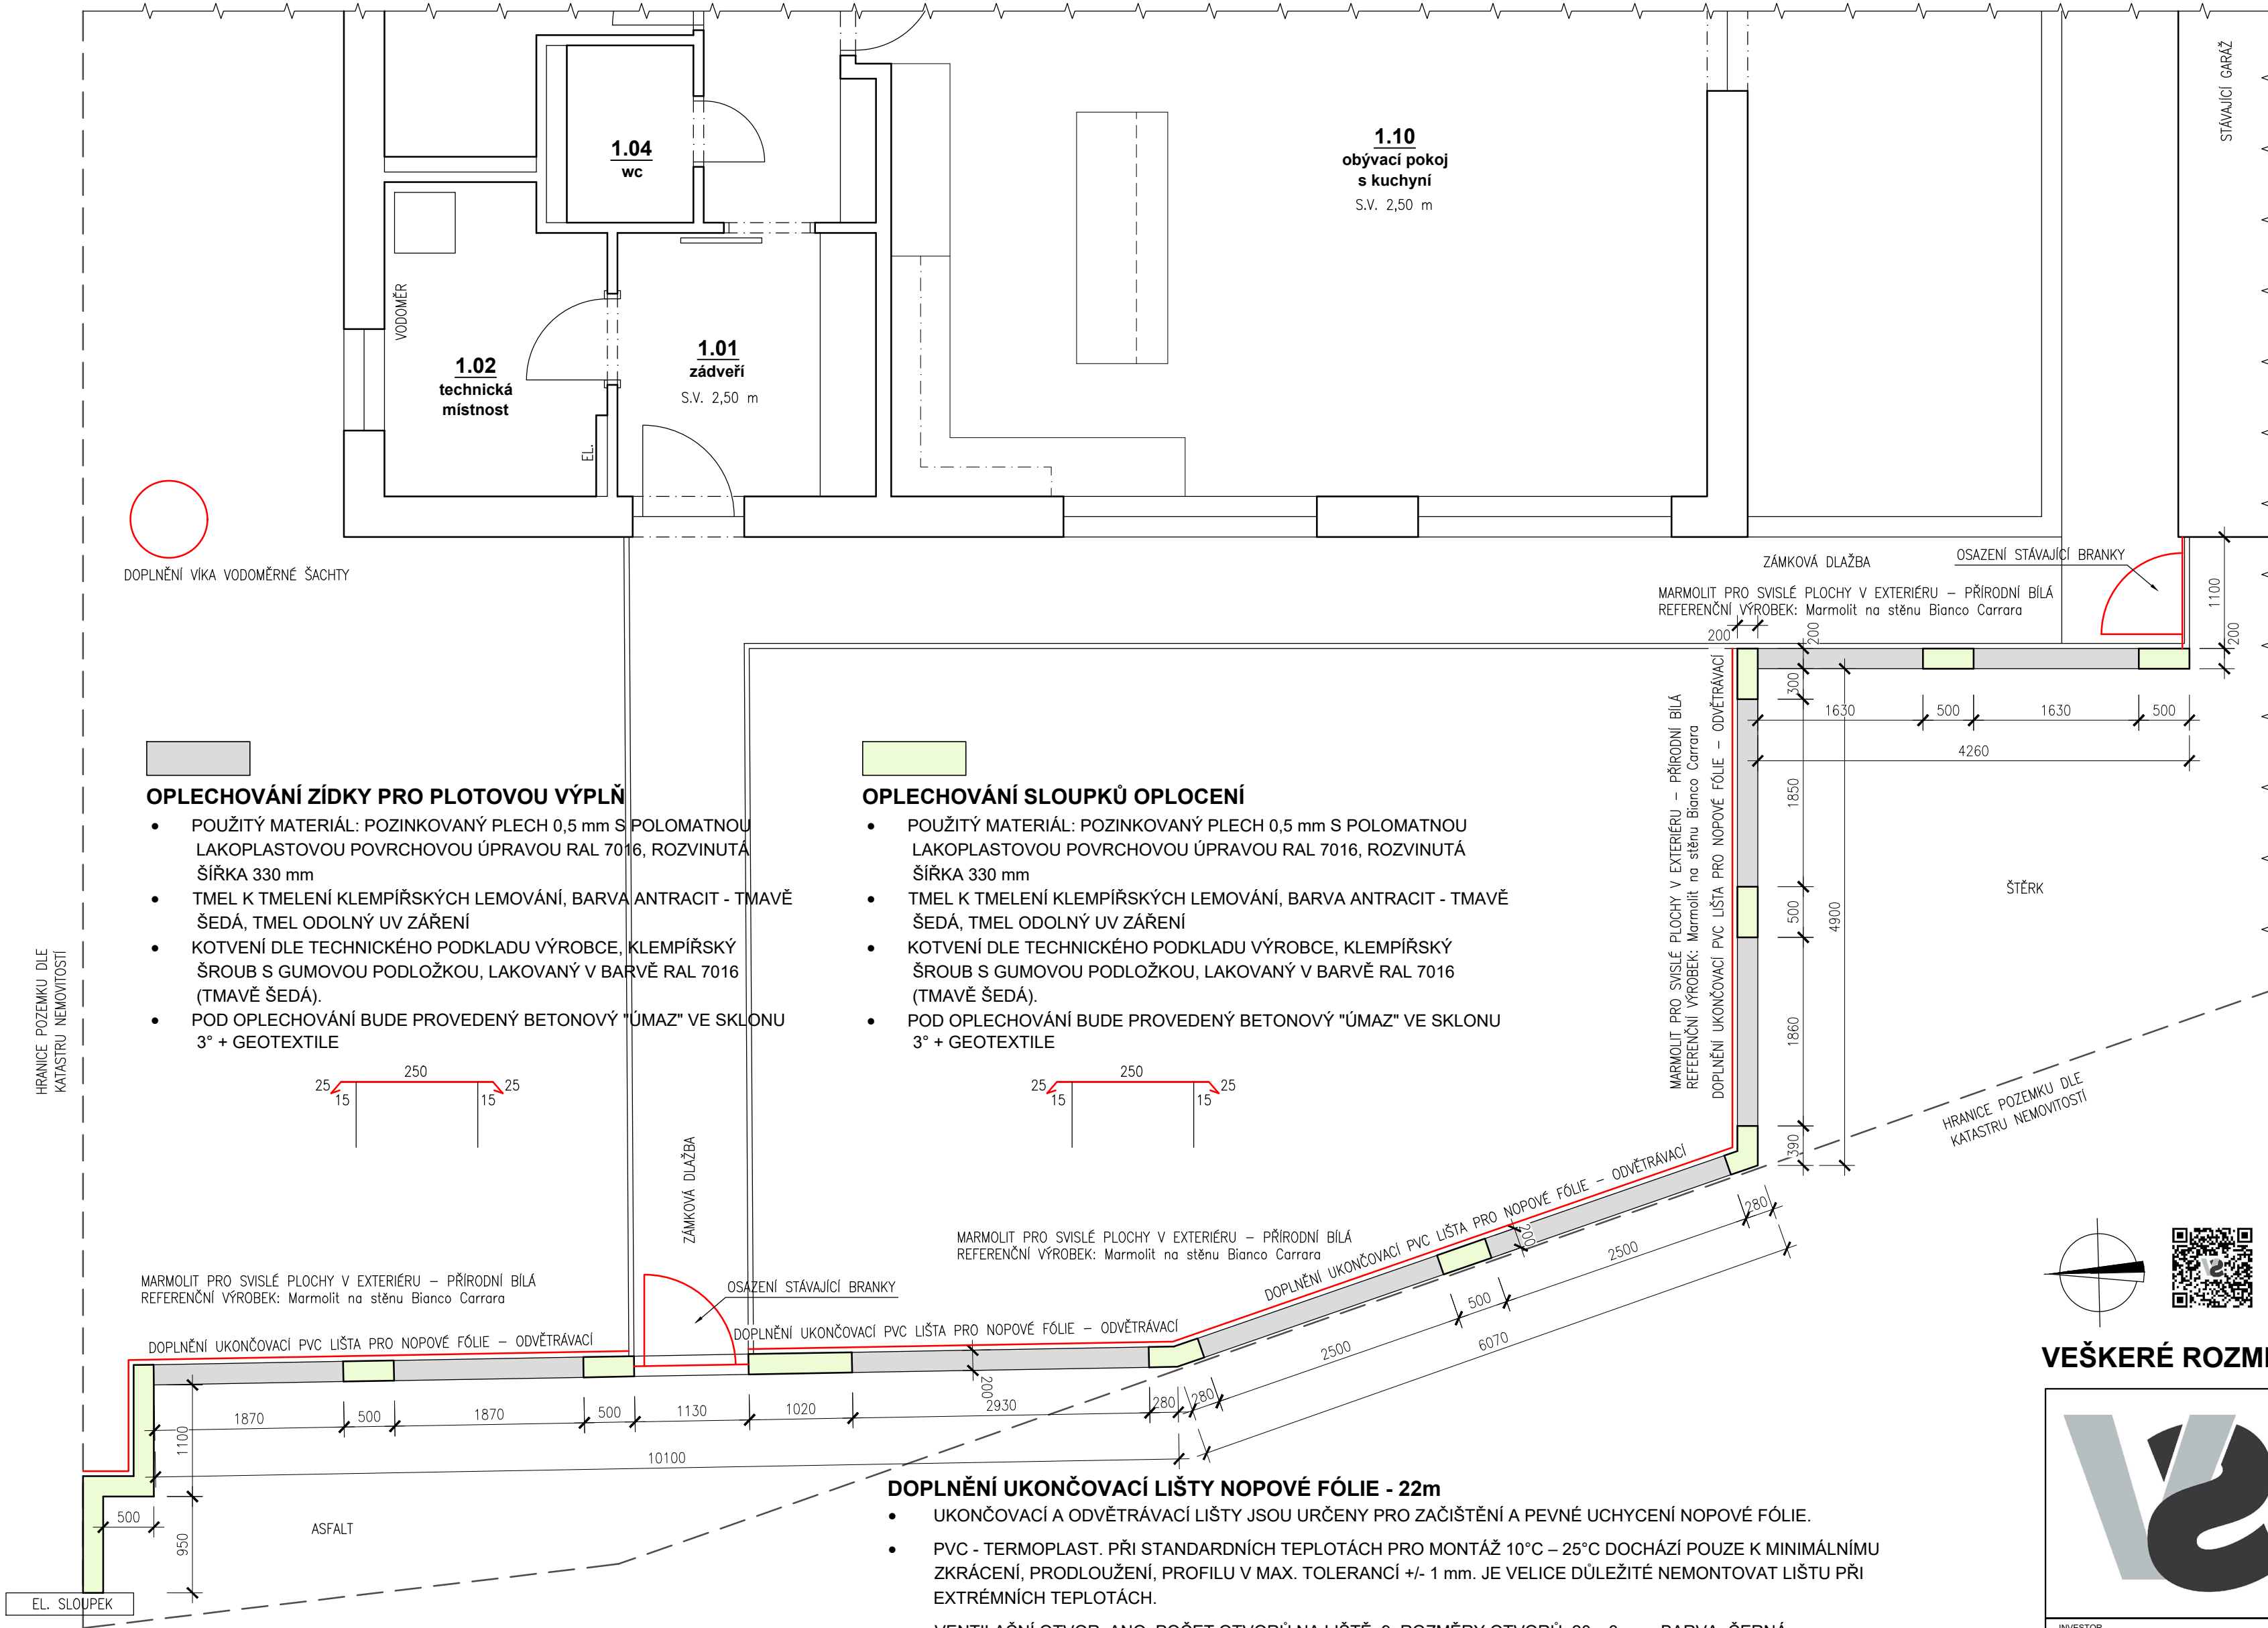 STÁVAJÍCÍ GARÁŽ
1.04
wc
1.10
obývací pokoj
s kuchyní
S.V. 2,50 m
VODOMĚR
1.02
technická
místnost
1.01
zádveří
S.V. 2,50 m
EL.
DOPLNĚNÍ VÍKA VODOMĚRNÉ ŠACHTY
ZÁMKOVÁ DLAŽBA
OSAZENÍ STÁVAJÍCÍ BRANKY
MARMOLIT PRO SVISLÉ PLOCHY V EXTERIÉRU – PŘÍRODNÍ BÍLÁ
REFERENČNÍ VÝROBEK: Marmolit na stěnu Bianco Carrara
1100
200
200
200
300
1630
500
1630
500
4260
1850
500
4900
1860
390
MARMOLIT PRO SVISLÉ PLOCHY V EXTERIÉRU – PŘÍRODNÍ BÍLÁ
REFERENČNÍ VÝROBEK: Marmolit na stěnu Bianco Carrara
DOPLNĚNÍ UKONČOVACÍ PVC LIŠTA PRO NOPOVÉ FÓLIE – ODVĚTRÁVACÍ
ŠTĚRK
HRANICE POZEMKU DLE
KATASTRU NEMOVITOSTÍ
OPLECHOVÁNÍ ZÍDKY PRO PLOTOVOU VÝPLŇ
• POUŽITÝ MATERIÁL: POZINKOVANÝ PLECH 0,5 mm S POLOMATNOU
LAKOPLASTOVOU POVRCHOVOU ÚPRAVOU RAL 7016, ROZVINUTÁ
ŠÍŘKA 330 mm
• TMEL K TMELENÍ KLEMPÍŘSKÝCH LEMOVÁNÍ, BARVA ANTRACIT - TMAVĚ
ŠEDÁ, TMEL ODOLNÝ UV ZÁŘENÍ
• KOTVENÍ DLE TECHNICKÉHO PODKLADU VÝROBCE, KLEMPÍŘSKÝ
ŠROUB S GUMOVOU PODLOŽKOU, LAKOVANÝ V BARVĚ RAL 7016
(TMAVĚ ŠEDÁ).
• POD OPLECHOVÁNÍ BUDE PROVEDENÝ BETONOVÝ "ÚMAZ" VE SKLONU
3° + GEOTEXTILE
250
25
25
15
15
OPLECHOVÁNÍ SLOUPKŮ OPLOCENÍ
• POUŽITÝ MATERIÁL: POZINKOVANÝ PLECH 0,5 mm S POLOMATNOU
LAKOPLASTOVOU POVRCHOVOU ÚPRAVOU RAL 7016, ROZVINUTÁ
ŠÍŘKA 330 mm
• TMEL K TMELENÍ KLEMPÍŘSKÝCH LEMOVÁNÍ, BARVA ANTRACIT - TMAVĚ
ŠEDÁ, TMEL ODOLNÝ UV ZÁŘENÍ
• KOTVENÍ DLE TECHNICKÉHO PODKLADU VÝROBCE, KLEMPÍŘSKÝ
ŠROUB S GUMOVOU PODLOŽKOU, LAKOVANÝ V BARVĚ RAL 7016
(TMAVĚ ŠEDÁ).
• POD OPLECHOVÁNÍ BUDE PROVEDENÝ BETONOVÝ "ÚMAZ" VE SKLONU
3° + GEOTEXTILE
250
25
25
15
15
HRANICE POZEMKU DLE
KATASTRU NEMOVITOSTÍ
ZÁMKOVÁ DLAŽBA
MARMOLIT PRO SVISLÉ PLOCHY V EXTERIÉRU – PŘÍRODNÍ BÍLÁ
REFERENČNÍ VÝROBEK: Marmolit na stěnu Bianco Carrara
DOPLNĚNÍ UKONČOVACÍ PVC LIŠTA PRO NOPOVÉ FÓLIE – ODVĚTRÁVACÍ
MARMOLIT PRO SVISLÉ PLOCHY V EXTERIÉRU – PŘÍRODNÍ BÍLÁ
REFERENČNÍ VÝROBEK: Marmolit na stěnu Bianco Carrara
OSAZENÍ STÁVAJÍCÍ BRANKY
DOPLNĚNÍ UKONČOVACÍ PVC LIŠTA PRO NOPOVÉ FÓLIE – ODVĚTRÁVACÍ
DOPLNĚNÍ UKONČOVACÍ PVC LIŠTA PRO NOPOVÉ FÓLIE – ODVĚTRÁVACÍ
200
280
2500
500
2500
280
6070
1870
500
1870
500
1130
1020
2930
200
280
10100
1100
500
950
ASFALT
EL. SLOUPEK
VEŠKERÉ ROZM
VS
INVESTOR
DOPLNĚNÍ UKONČOVACÍ LIŠTY NOPOVÉ FÓLIE - 22m
• UKONČOVACÍ A ODVĚTRÁVACÍ LIŠTY JSOU URČENY PRO ZAČIŠTĚNÍ A PEVNÉ UCHYCENÍ NOPOVÉ FÓLIE.
• PVC - TERMOPLAST. PŘI STANDARDNÍCH TEPLOTÁCH PRO MONTÁŽ 10°C – 25°C DOCHÁZÍ POUZE K MINIMÁLNÍMU
ZKRÁCENÍ, PRODLOUŽENÍ, PROFILU V MAX. TOLERANCÍ +/- 1 mm. JE VELICE DŮLEŽITÉ NEMONTOVAT LIŠTU PŘI
EXTRÉMNÍCH TEPLOTÁCH.